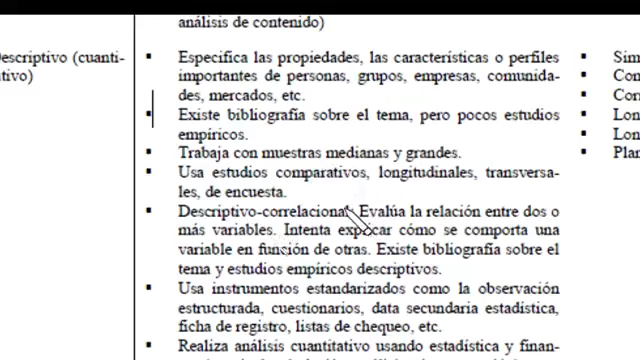 análisis de contenido)
escriptivo (cuanti-
tivo)
▪ Especifica las propiedades, las características o perfiles
importantes de personas, grupos, empresas, comunida-
des, mercados, etc.
▪ Existe bibliografía sobre el tema, pero pocos estudios
empíricos.
▪ Trabaja con muestras medianas y grandes.
▪ Usa estudios comparativos, longitudinales, transversa-
les, de encuesta.
▪ Descriptivo-correlacional. Evalúa la relación entre dos o
más variables. Intenta explicar cómo se comporta una
variable en función de otras. Existe bibliografía sobre el
tema y estudios empíricos descriptivos.
▪ Usa instrumentos estandarizados como la observación
estructurada, cuestionarios, data secundaria estadística,
ficha de registro, listas de chequeo, etc.
▪ Realiza análisis cuantitativo usando estadística y finan-
▪ Sim
▪ Con
▪ Cor
▪ Lon
▪ Lon
▪ Plan